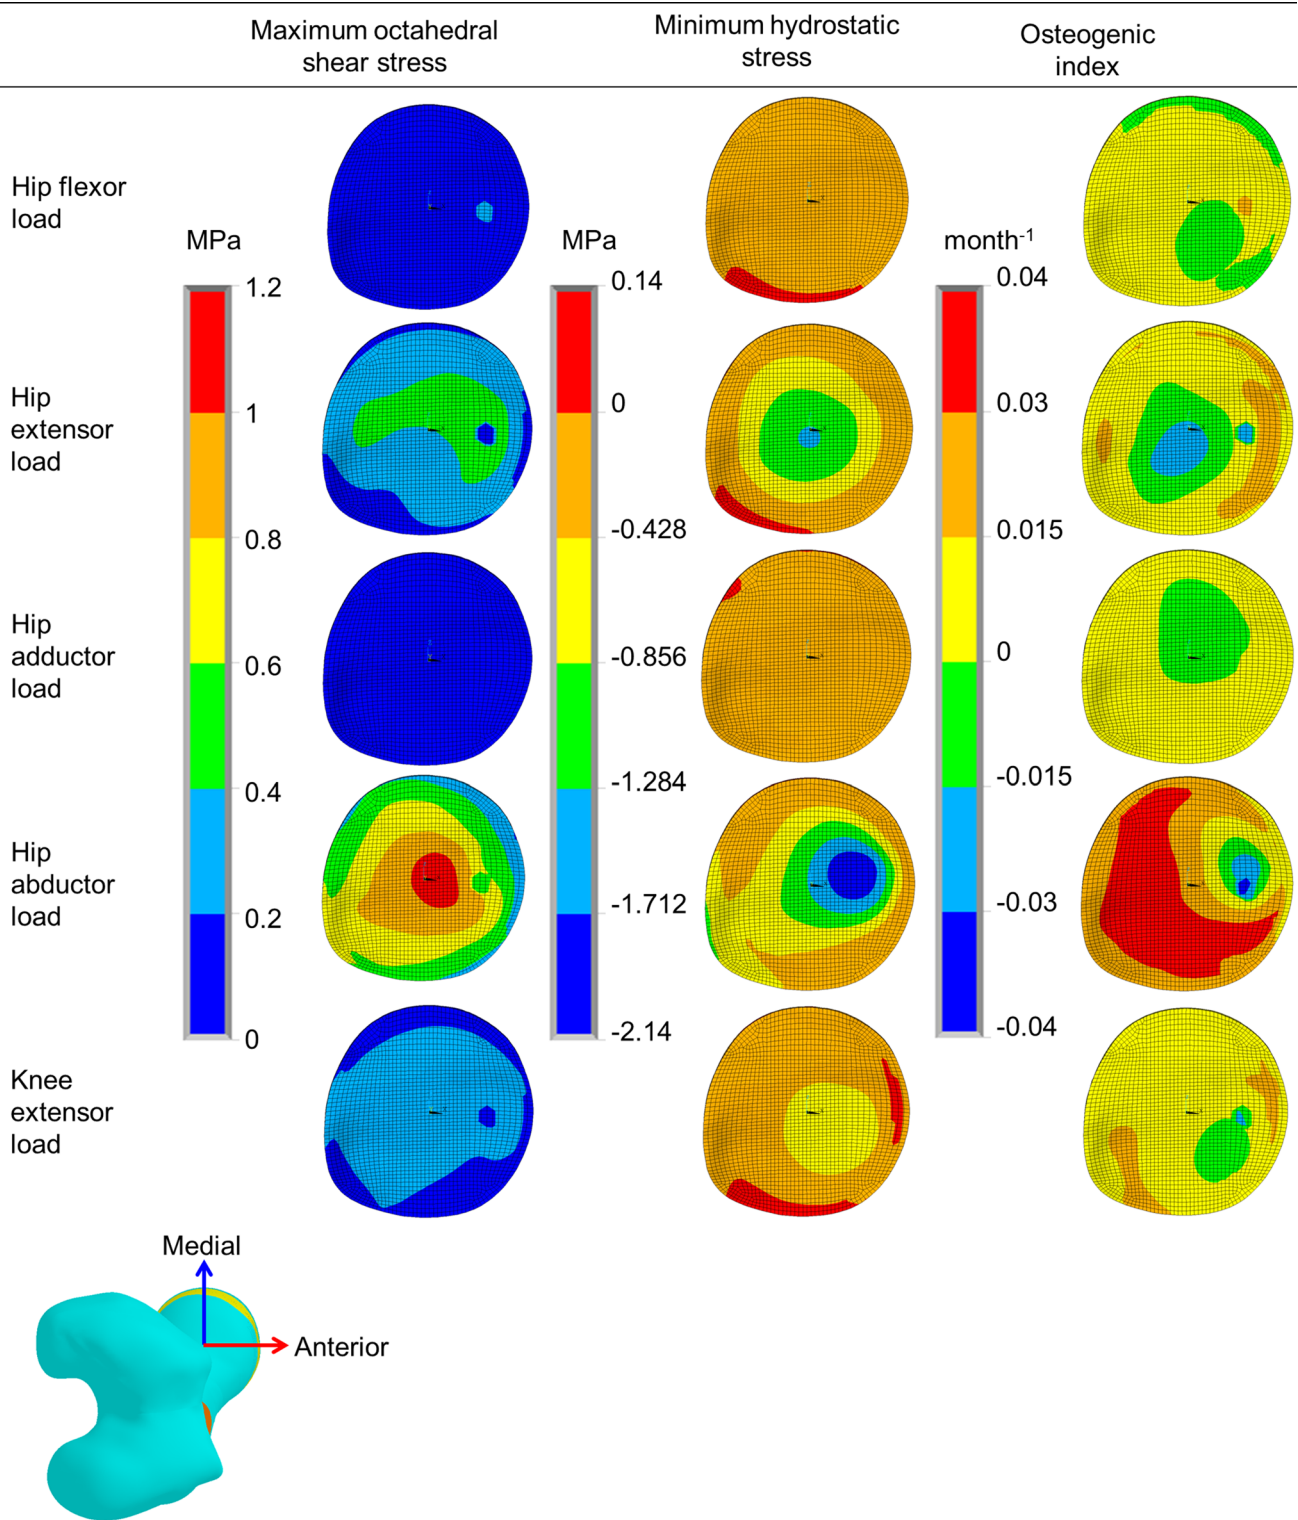 Maximum octahedral
shear stress
Minimum hydrostatic
stress
Osteogenic
index
Hip flexor
load
MPa
MPa
month-1
1.2
1
0.8
0.6
0.4
0.2
0
0.14
0
-0.428
-0.856
-1.284
-1.712
-2.14
0.04
0.03
0.015
0
-0.015
-0.03
-0.04
Hip
extensor
load
Hip
adductor
load
Hip
abductor
load
Knee
extensor
load
Medial
Anterior